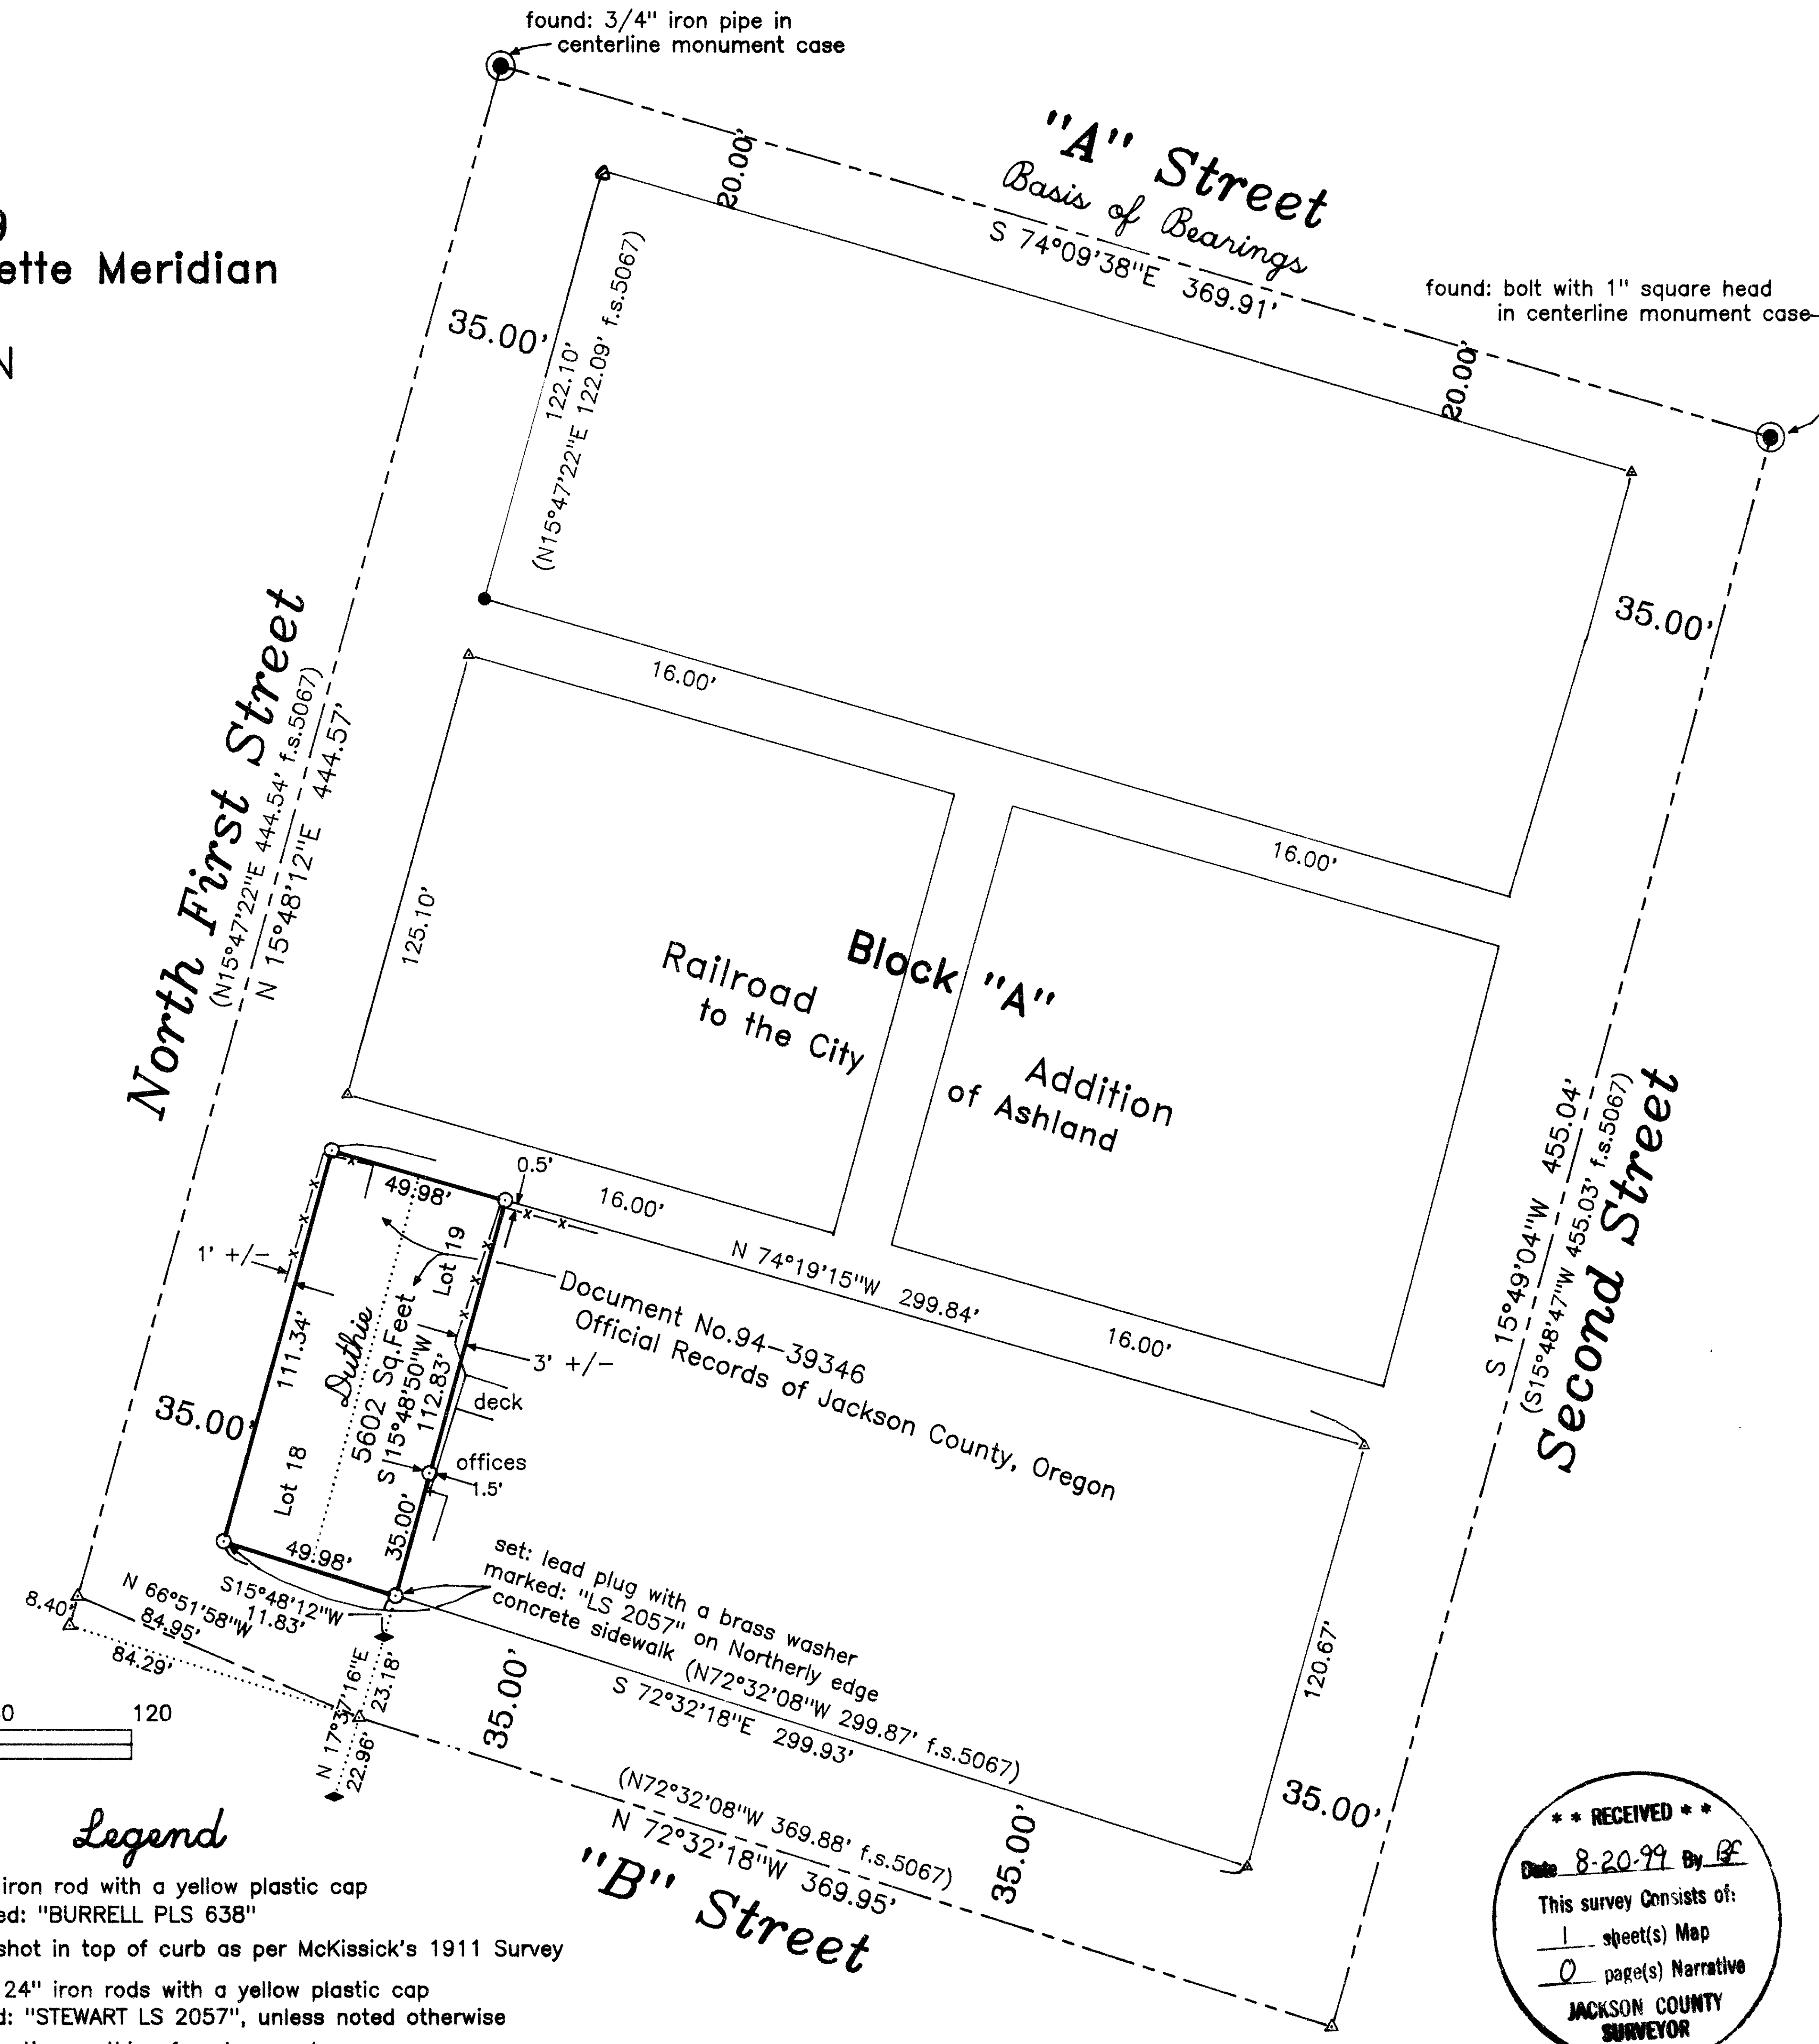 found: 3/4" iron pipe in
centerline monument case
"A" Street
Basis of Bearings
S 74°09'38"E 369.91'
20.00'
20.00'
found: bolt with 1" square head
in centerline monument case
ette Meridian
N
35.00'
122.10'
(N15°47'22"E 122.09' f.s.5067)
35.00'
16.00'
16.00'
North First Street
(N15°47'22"E 444.54' f.s.5067)
N 15°48'12"E 444.57'
125.10'
Block "A"
Railroad
to the City
Addition
of Ashland
S 15°49'04"W 455.04'
(S15°48'47"W 455.03' f.s.5067)
Second Street
0.5'
49.98'
16.00'
N 74°19'15"W 299.84'
16.00'
1' +/-
Lot 19
Document No.94-39346
Official Records of Jackson County, Oregon
111.34'
Duthie
5602 Sq.Feet
S 15°48'50"W
112.83'
3' +/-
deck
offices
1.5'
35.00'
Lot 18
49.98'
35.00'
set: lead plug with a brass washer
marked: "LS 2057" on Northerly edge
concrete sidewalk (N72°32'08"W 299.87' f.s.5067)
S 72°32'18"E 299.93'
120.67'
8.40'
N 66°51'58"W
84.95'
S15°48'12"W
11.83'
84.29'
N 17°37'16"E
23.18'
22.96'
35.00'
35.00'
35.00'
(N72°32'08"W 369.88' f.s.5067)
N 72°32'18"W 369.95'
"B" Street
0
120
Legend
iron rod with a yellow plastic cap
ed: "BURRELL PLS 638"
shot in top of curb as per McKissick's 1911 Survey
24" iron rods with a yellow plastic cap
d: "STEWART LS 2057", unless noted otherwise
* * RECEIVED * *
Date 8-20-99 By BF
This survey Consists of:
1 sheet(s) Map
0 page(s) Narrative
JACKSON COUNTY
SURVEYOR